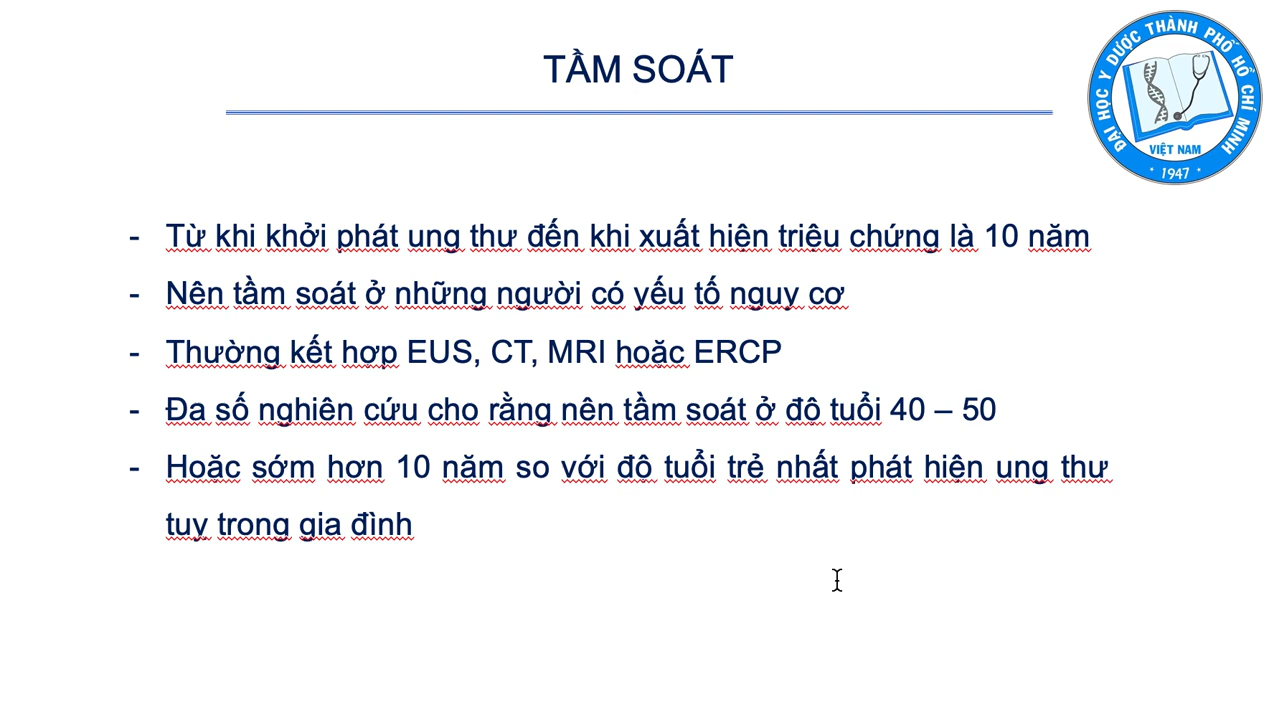 TẦM SOÁT
ĐẠI HỌC Y DƯỢC THÀNH PHỐ HỒ CHÍ MINH
VIỆT NAM
* 1947 *
- Từ khi khởi phát ung thư đến khi xuất hiện triệu chứng là 10 năm
- Nên tầm soát ở những người có yếu tố nguy cơ
- Thường kết hợp EUS, CT, MRI hoặc ERCP
- Đa số nghiên cứu cho rằng nên tầm soát ở độ tuổi 40 – 50
- Hoặc sớm hơn 10 năm so với độ tuổi trẻ nhất phát hiện ung thư
tuy trong gia đình